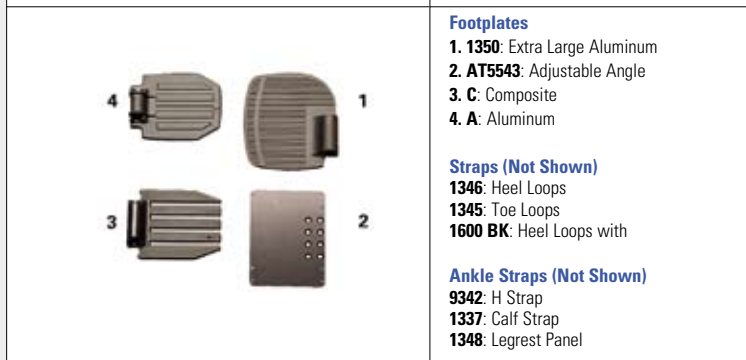 4
1
3
2
Footplates
1. 1350: Extra Large Aluminum
2. AT5543: Adjustable Angle
3. C: Composite
4. A: Aluminum
Straps (Not Shown)
1346: Heel Loops
1345: Toe Loops
1600 BK: Heel Loops with
Ankle Straps (Not Shown)
9342: H Strap
1337: Calf Strap
1348: Legrest Panel